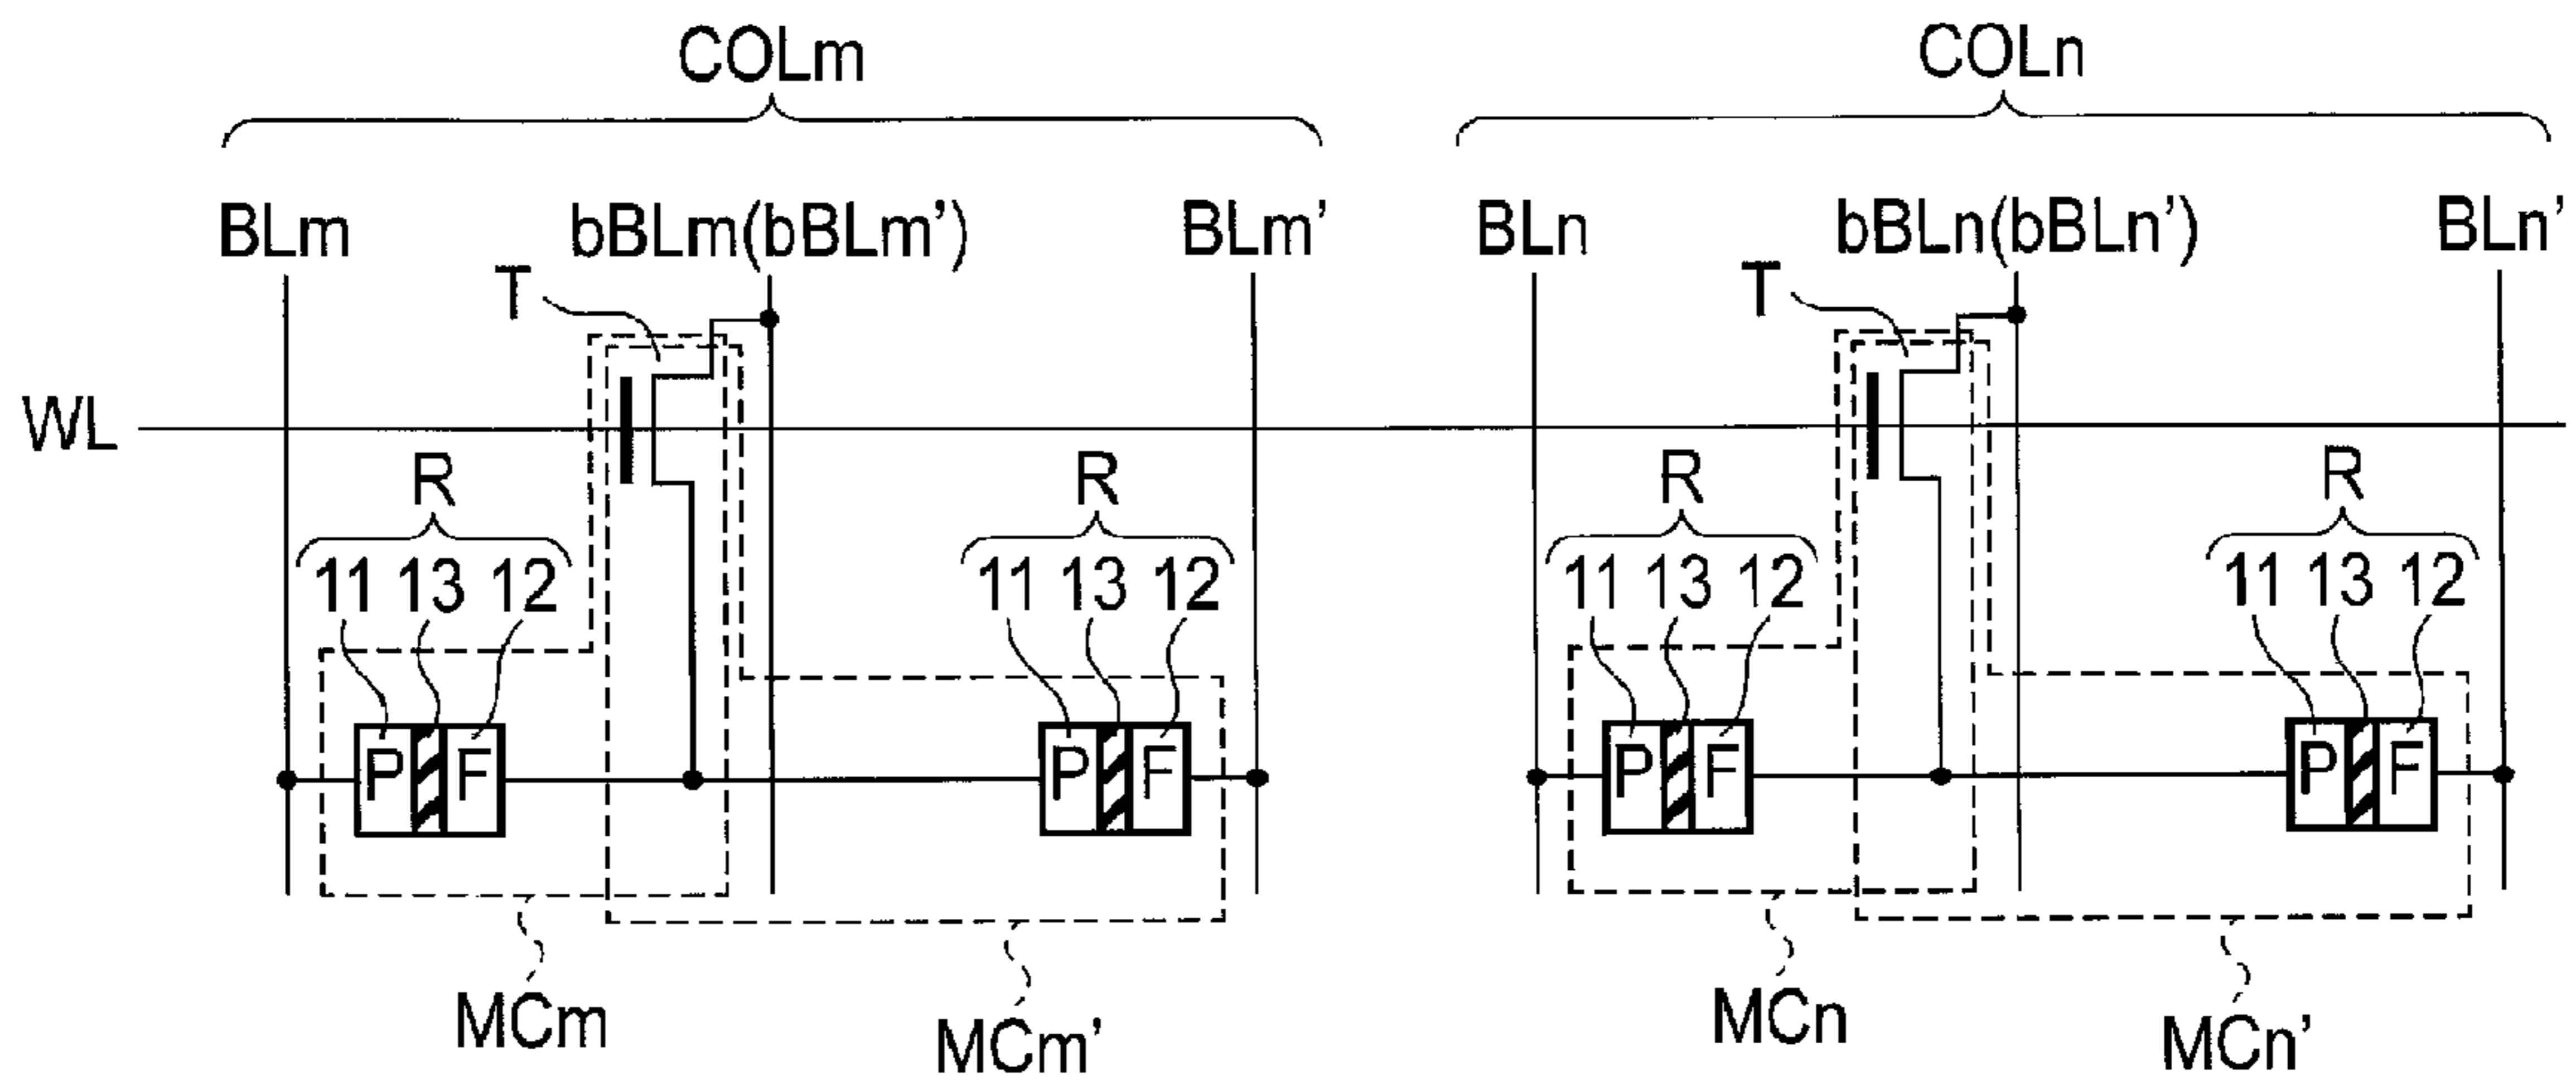 COLm COLn
BLm bBLm(bBLm’) BLm’ BLn bBLn(bBLn’) BLn’
T T
WL
R R R R
11 13 12 11 13 12 11 13 12 11 13 12
P F P F P F P F
MCm MCm’ MCn MCn’